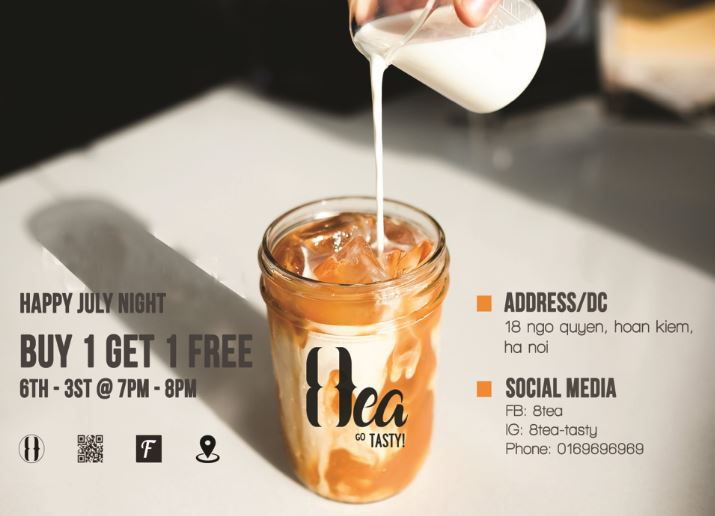 HAPPY JULY NIGHT
BUY 1 GET 1 FREE
6TH - 3ST @ 7PM - 8PM
8tea
GO TASTY!
ADDRESS/DC
18 ngo quyen, hoan kiem,
ha noi
SOCIAL MEDIA
FB: 8tea
IG: 8tea-tasty
Phone: 0169696969